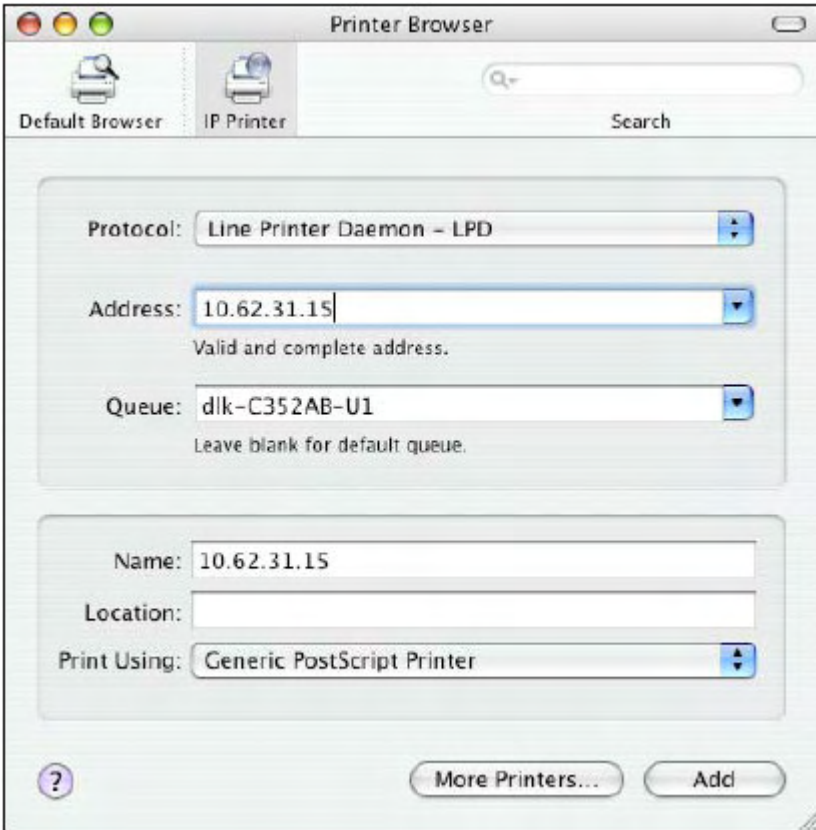 Printer Browser
Default Browser
IP Printer
Search
Protocol: Line Printer Daemon – LPD
Address: 10.62.31.15
Valid and complete address.
Queue: dlk-C352AB-U1
Leave blank for default queue.
Name: 10.62.31.15
Location:
Print Using: Generic PostScript Printer
?
More Printers...
Add